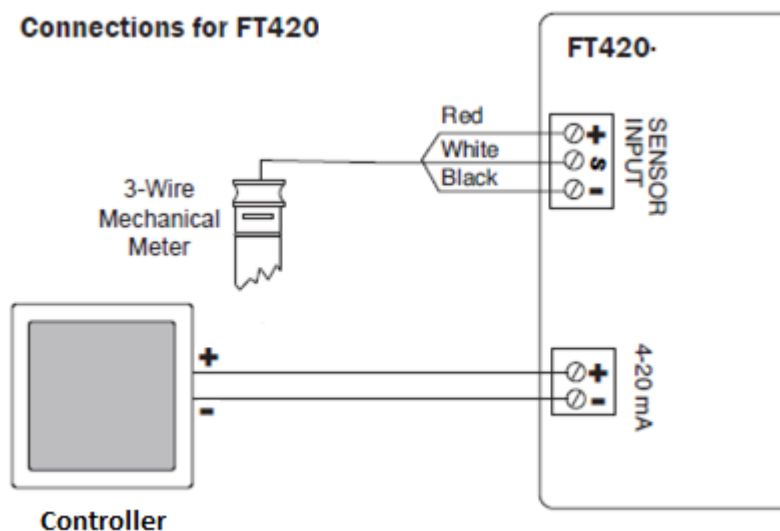 Connections for FT420
FT420·
Red
White
Black
+
S
-
SENSOR
INPUT
3-Wire
Mechanical
Meter
+
-
+
-
4-20 mA
Controller